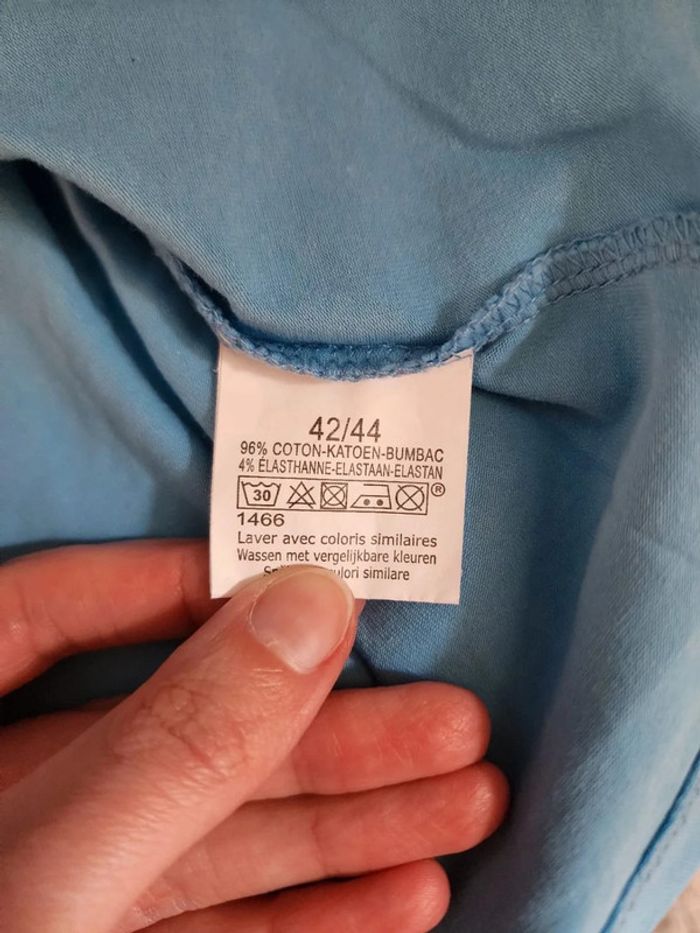 42/44
96% COTON-KATOEN-BUMBAC
4% ÉLASTHANNE-ELASTAAN-ELASTAN
30 ®
1466
Laver avec coloris similaires
Wassen met vergelijkbare kleuren
similare